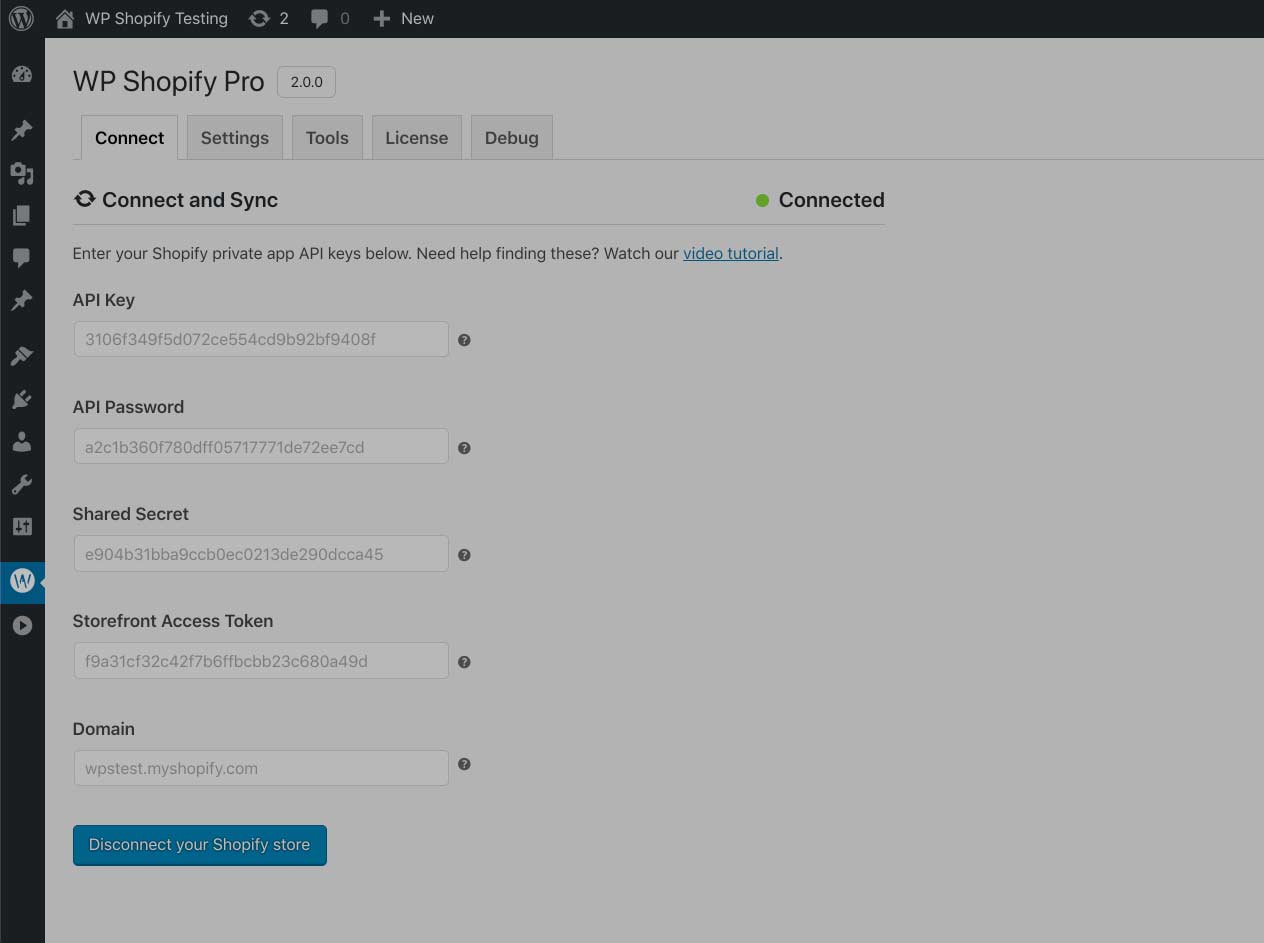 WP Shopify Testing 2 0 New
WP Shopify Pro 2.0.0
Connect Settings Tools License Debug
Connect and Sync Connected
Enter your Shopify private app API keys below. Need help finding these? Watch our video tutorial.
API Key
3106f349f5d072ce554cd9b92bf9408f
API Password
a2c1b360f780dff05717771de72ee7cd
Shared Secret
e904b31bba9ccb0ec0213de290dcca45
Storefront Access Token
f9a31cf32c42f7b6ffbcbb23c680a49d
Domain
wpstest.myshopify.com
Disconnect your Shopify store